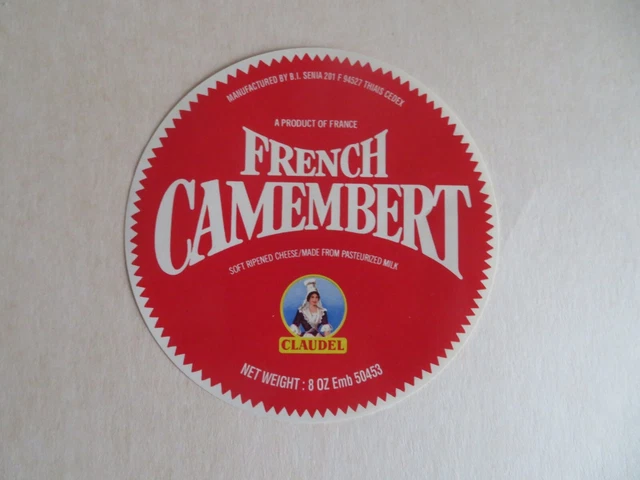 MANUFACTURED BY B.I. SENIA 201 F 94527 THIAIS CEDEX
A PRODUCT OF FRANCE
FRENCH
CAMEMBERT
SOFT RIPENED CHEESE/MADE FROM PASTEURIZED MILK
CLAUDEL
NET WEIGHT : 8 OZ Emb 50453